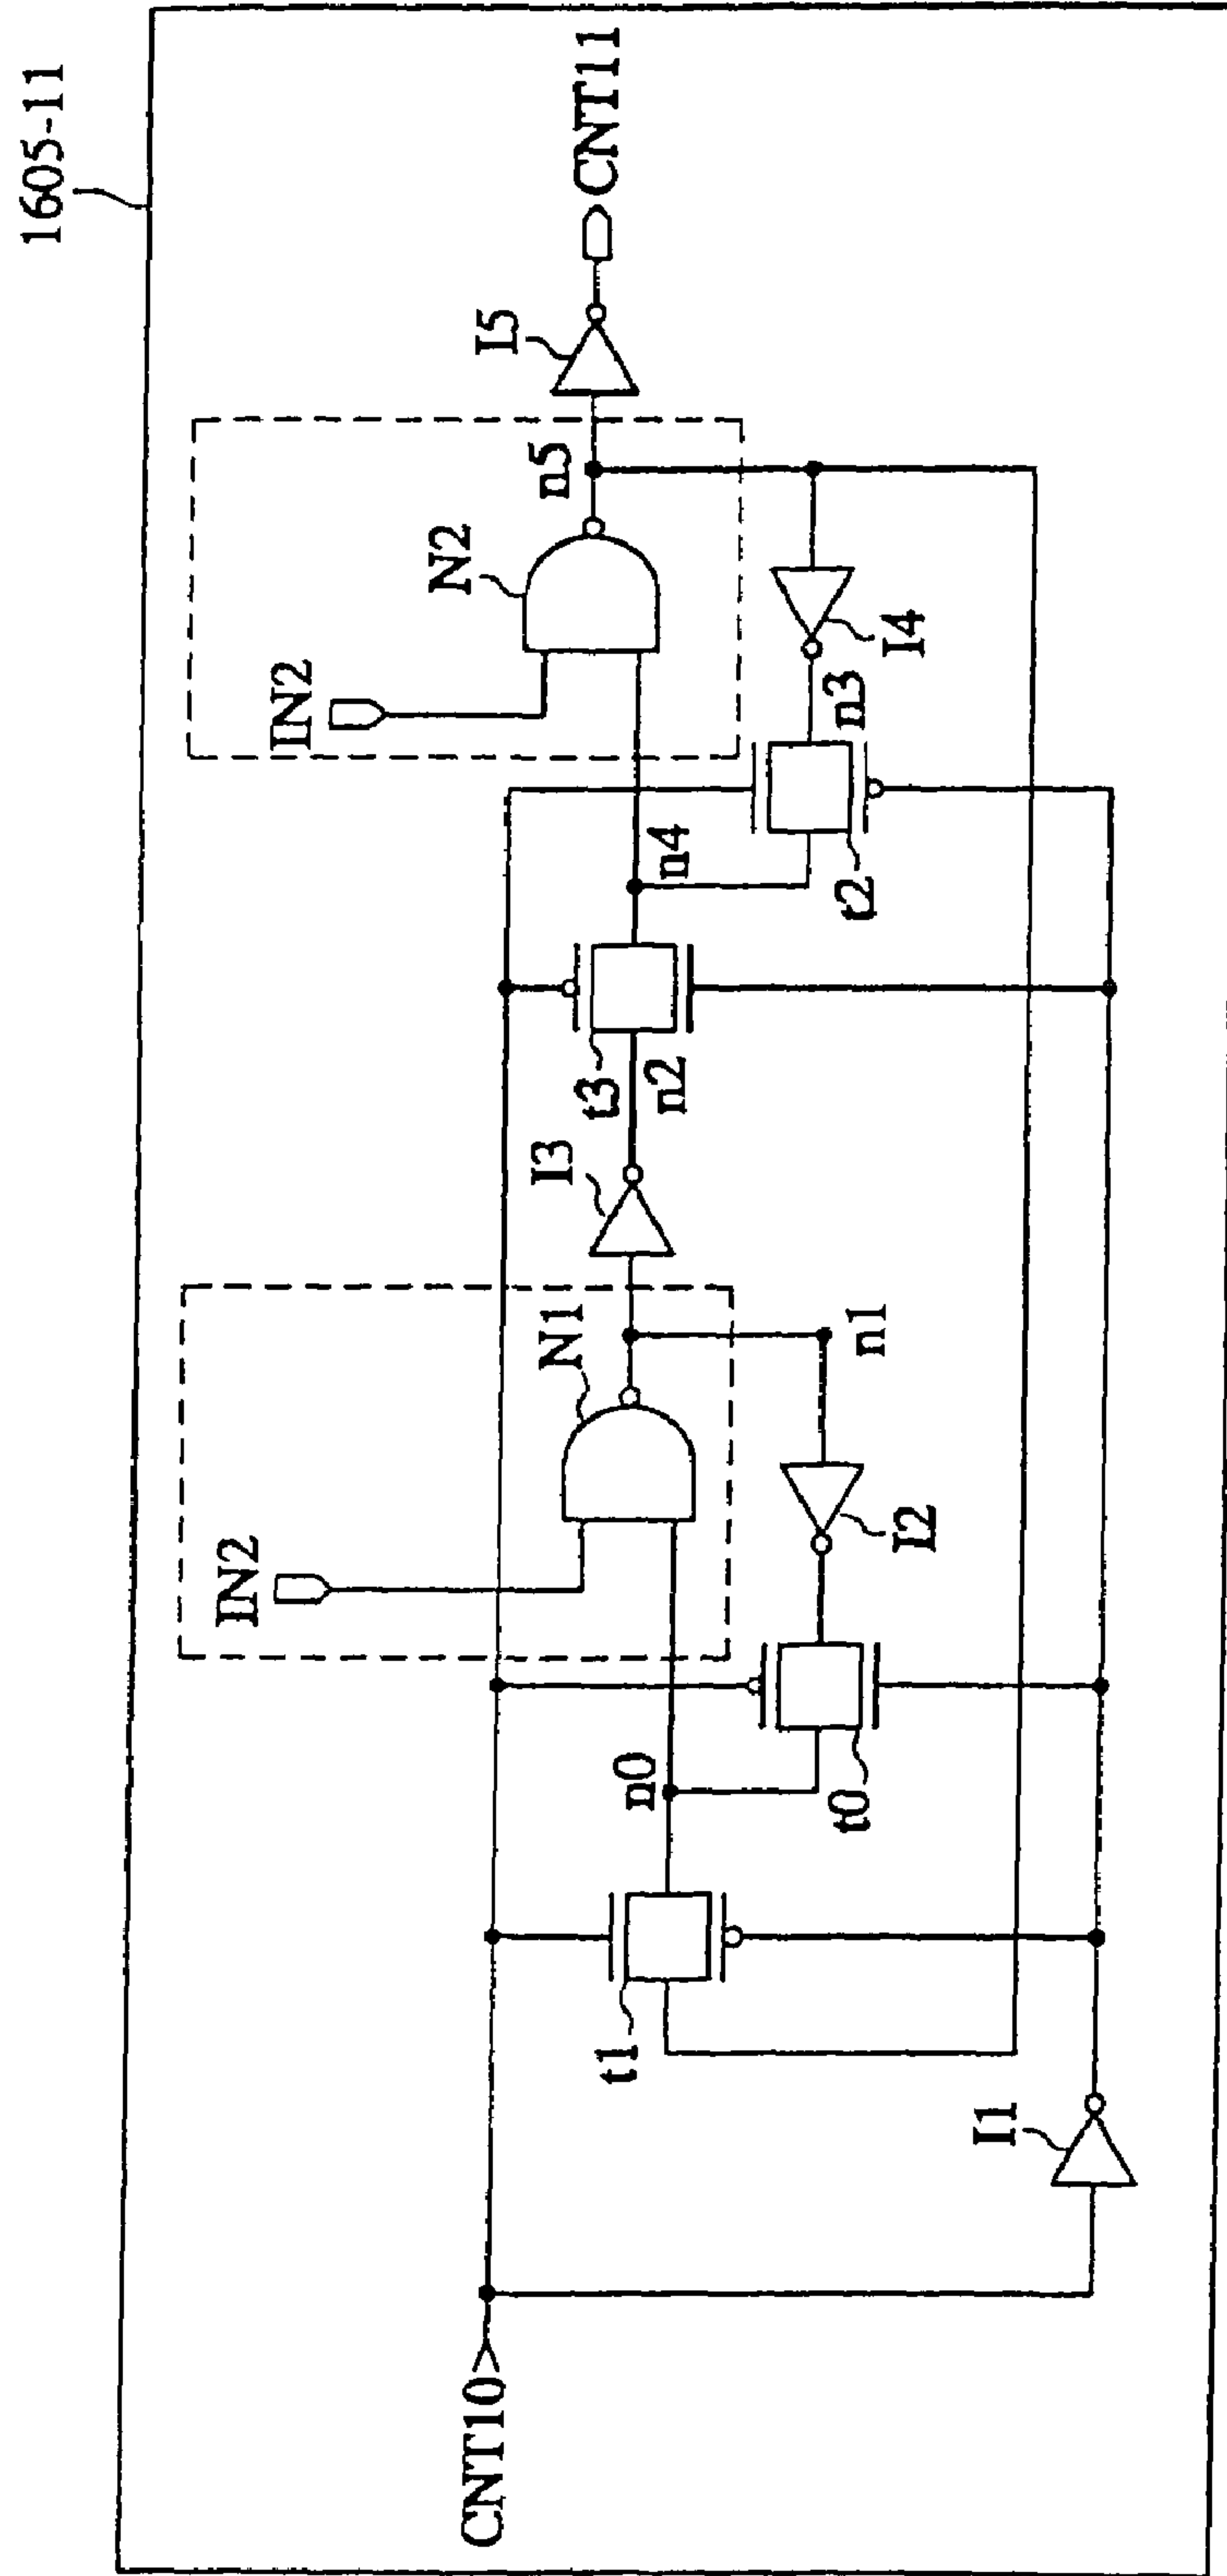 1605-11
CNT10
I1
t1
n0
t0
IN2
N1
I2
n1
I3
t3
n2
n4
t2
n3
IN2
N2
I4
n5
I5
CNT11